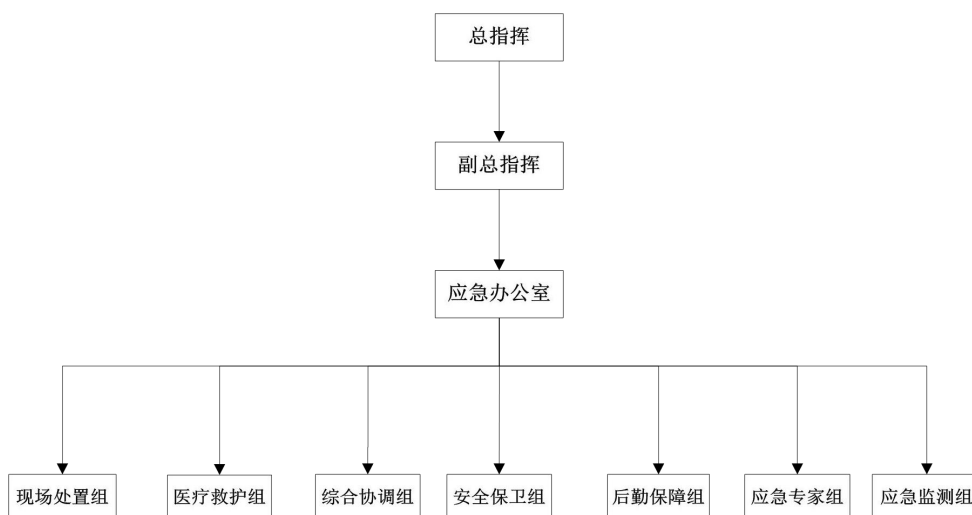 总指挥
副总指挥
应急办公室
现场处置组
医疗救护组
综合协调组
安全保卫组
后勤保障组
应急专家组
应急监测组